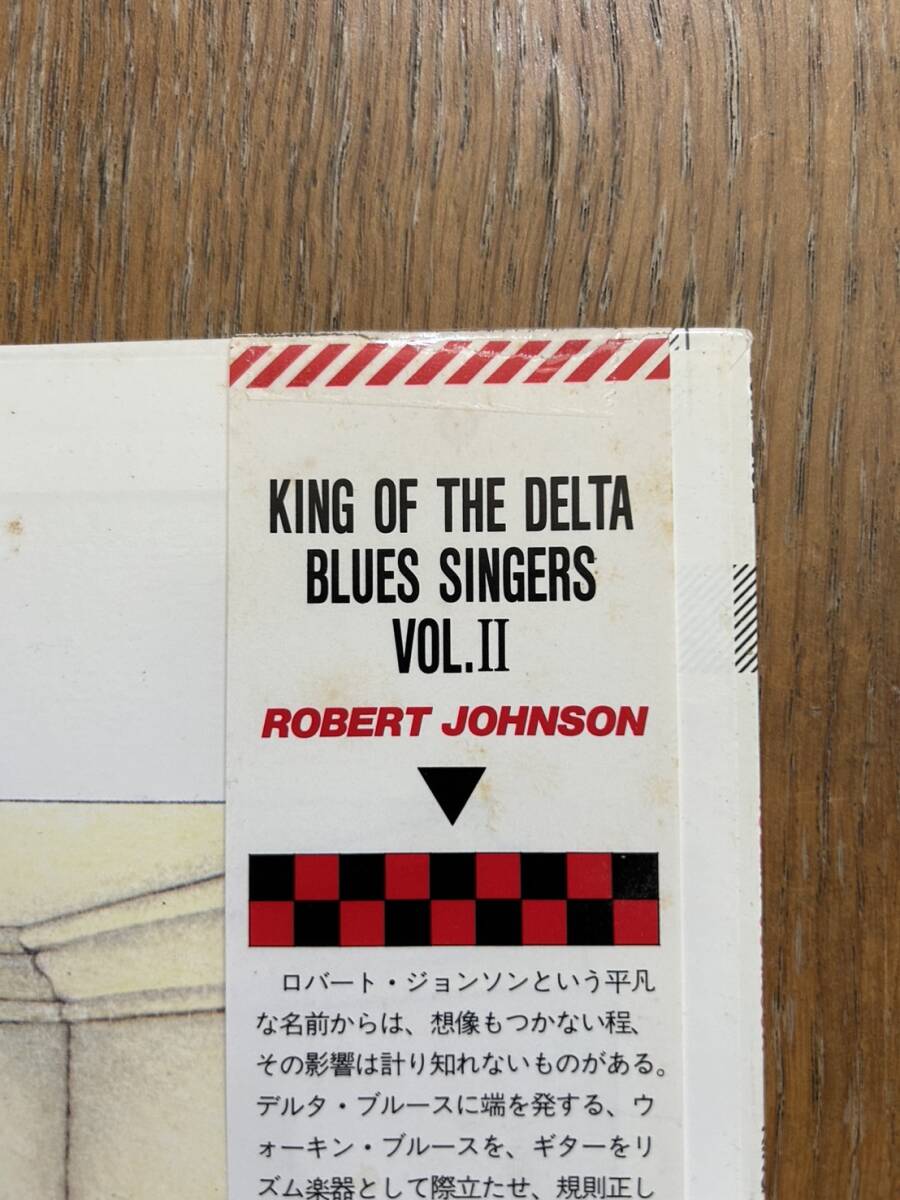 KING OF THE DELTA
BLUES SINGERS
VOL.II
ROBERT JOHNSON
ロバート・ジョンソンという平凡
な名前からは、想像もつかない程、
その影響は計り知れないものがある。
デルタ・ブルースに端を発する、ウ
ォーキン・ブルースを、ギターをリ
ズム楽器として際立たせ、規則正し